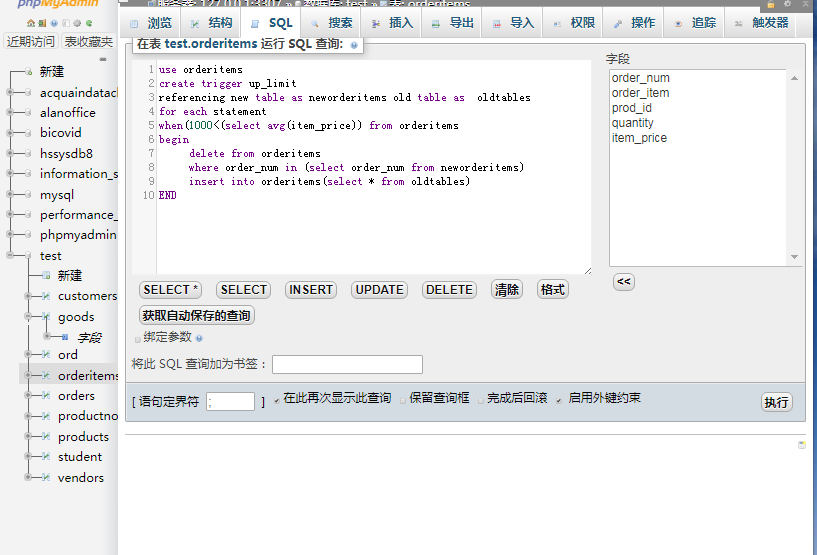 phpMyAdmin
近期访问 表收藏夹
新建
acquaindatac
alanoffice
bicovid
hssysdb8
information_s
mysql
performance_
phpmyadmin
test
新建
customers
goods
字段
ord
orderitems
orders
productno
products
student
vendors
服务器: 127.0.0.1:3307 » 数据库: test » 表: orderitems
浏览 结构 SQL 搜索 插入 导出 导入 权限 操作 追踪 触发器
在表 test.orderitems 运行 SQL 查询:
1 use orderitems
2 create trigger up_limit
3 referencing new table as neworderitems old table as  oldtables
4 for each statement
5 when(1000<(select avg(item_price)) from orderitems
6 begin
7 delete from orderitems
8 where order_num in (select order_num from neworderitems)
9 insert into orderitems(select * from oldtables)
10 END
字段
order_num
order_item
prod_id
quantity
item_price
<<
SELECT * SELECT INSERT UPDATE DELETE 清除 格式
获取自动保存的查询
绑定参数
将此 SQL 查询加为书签：
[ 语句定界符 ; ] 在此再次显示此查询 保留查询框 完成后回滚 启用外键约束 执行